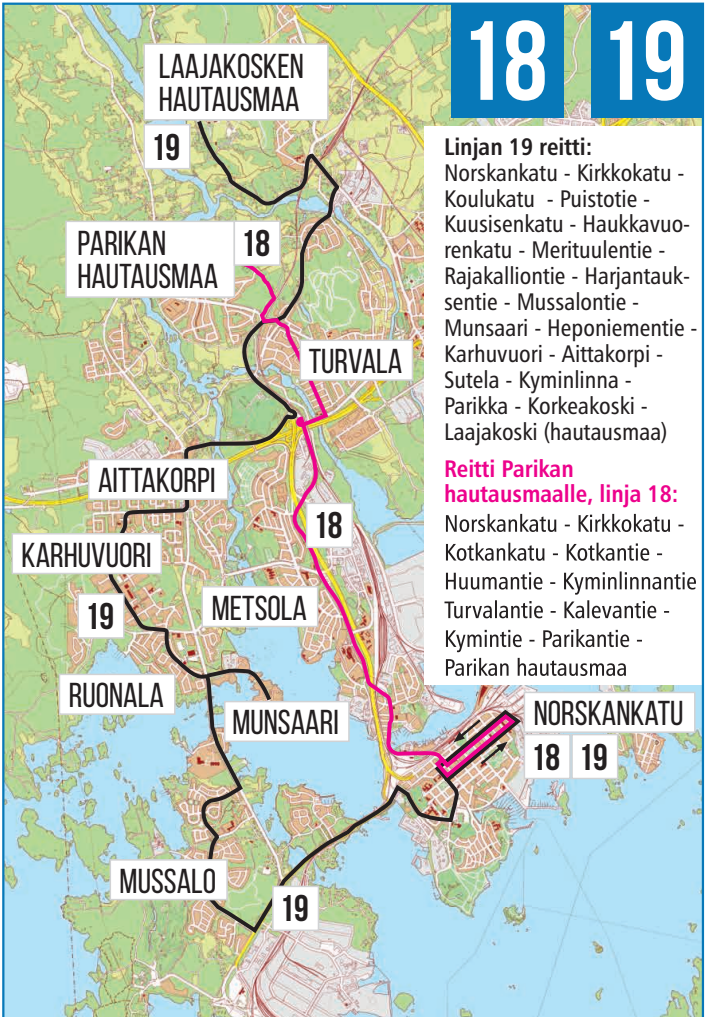 18 19
LAAJAKOSKEN
HAUTAUSMAA
19
PARIKAN
HAUTAUSMAA
18
TURVALA
AITTAKORPI
18
KARHUVUORI
19
METSOLA
RUONALA
MUNSAARI
NORSKANKATU
18 19
MUSSALO
19
Linjan 19 reitti:
Norskankatu - Kirkkokatu -
Koulukatu - Puistotie -
Kuusisenkatu - Haukkavuo-
renkatu - Merituulentie -
Rajakalliontie - Harjantauk-
sentie - Mussalontie -
Munsaari - Heponiementie -
Karhuvuori - Aittakorpi -
Sutela - Kyminlinna -
Parikka - Korkeakoski -
Laajakoski (hautausmaa)
Reitti Parikan
hautausmaalle, linja 18:
Norskankatu - Kirkkokatu -
Kotkankatu - Kotkantie -
Huumantie - Kyminlinnantie
Turvalantie - Kalevantie -
Kymintie - Parikantie -
Parikan hautausmaa